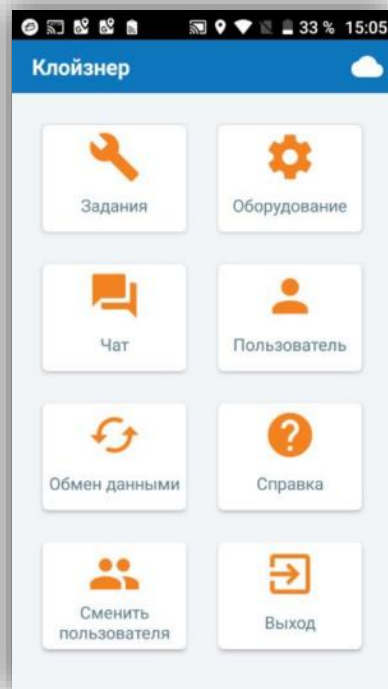 33 % 15:05
Клойзнер
Задания Оборудование
Чат Пользователь
Обмен данными Справка
Сменить
пользователя
Выход